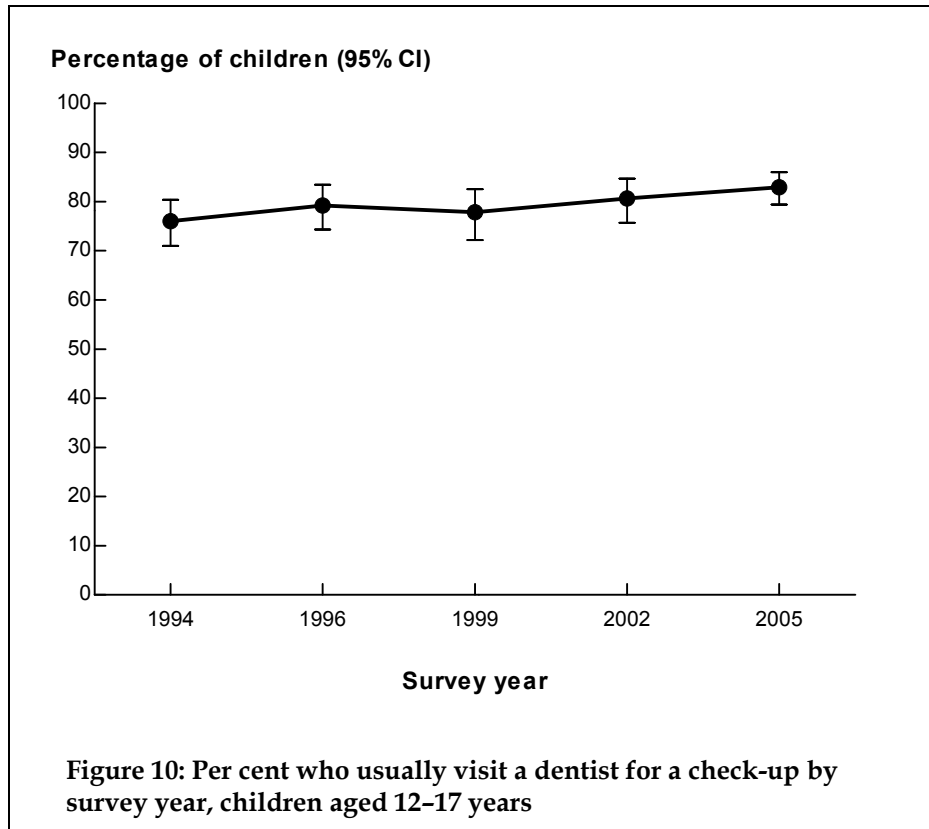 Percentage of children (95% CI)
100
90
80
70
60
50
40
30
20
10
0
1994 1996 1999 2002 2005
Survey year
Figure 10: Per cent who usually visit a dentist for a check-up by
survey year, children aged 12–17 years